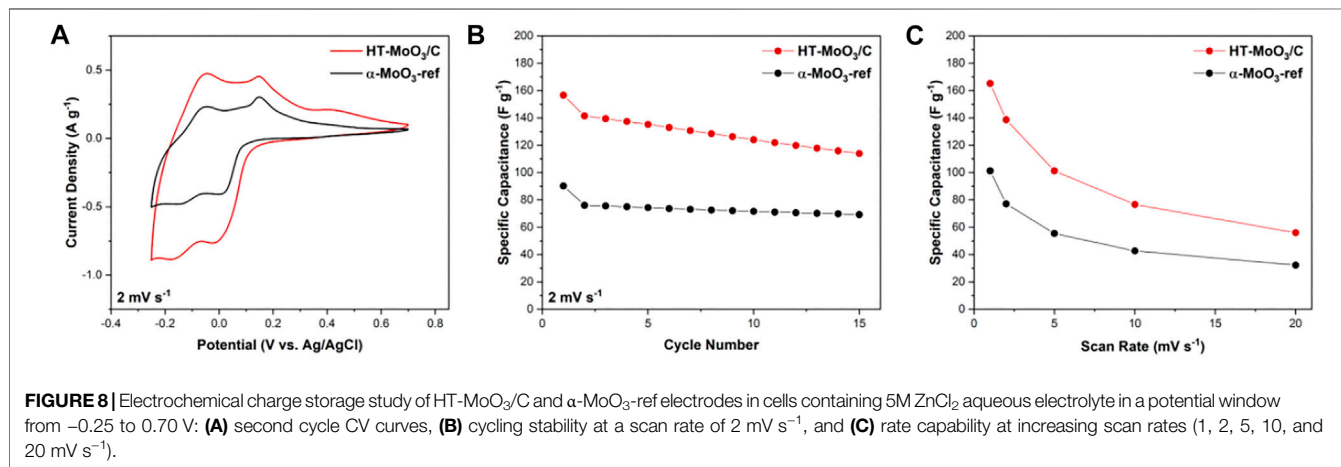 A
HT-MoO₃/C
α-MoO₃-ref
0.5
0.0
-0.5
-1.0
Current Density (A g⁻¹)
2 mV s⁻¹
-0.4 -0.2 0.0 0.2 0.4 0.6 0.8
Potential (V vs. Ag/AgCl)
B
HT-MoO₃/C
α-MoO₃-ref
200
180
160
140
120
100
80
60
40
20
0
Specific Capacitance (F g⁻¹)
2 mV s⁻¹
0 5 10 15
Cycle Number
C
HT-MoO₃/C
α-MoO₃-ref
200
180
160
140
120
100
80
60
40
20
0
Specific Capacitance (F g⁻¹)
0 5 10 15 20
Scan Rate (mV s⁻¹)
FIGURE 8 | Electrochemical charge storage study of HT-MoO₃/C and α-MoO₃-ref electrodes in cells containing 5M ZnCl₂ aqueous electrolyte in a potential window
from −0.25 to 0.70 V: (A) second cycle CV curves, (B) cycling stability at a scan rate of 2 mV s⁻¹, and (C) rate capability at increasing scan rates (1, 2, 5, 10, and
20 mV s⁻¹).